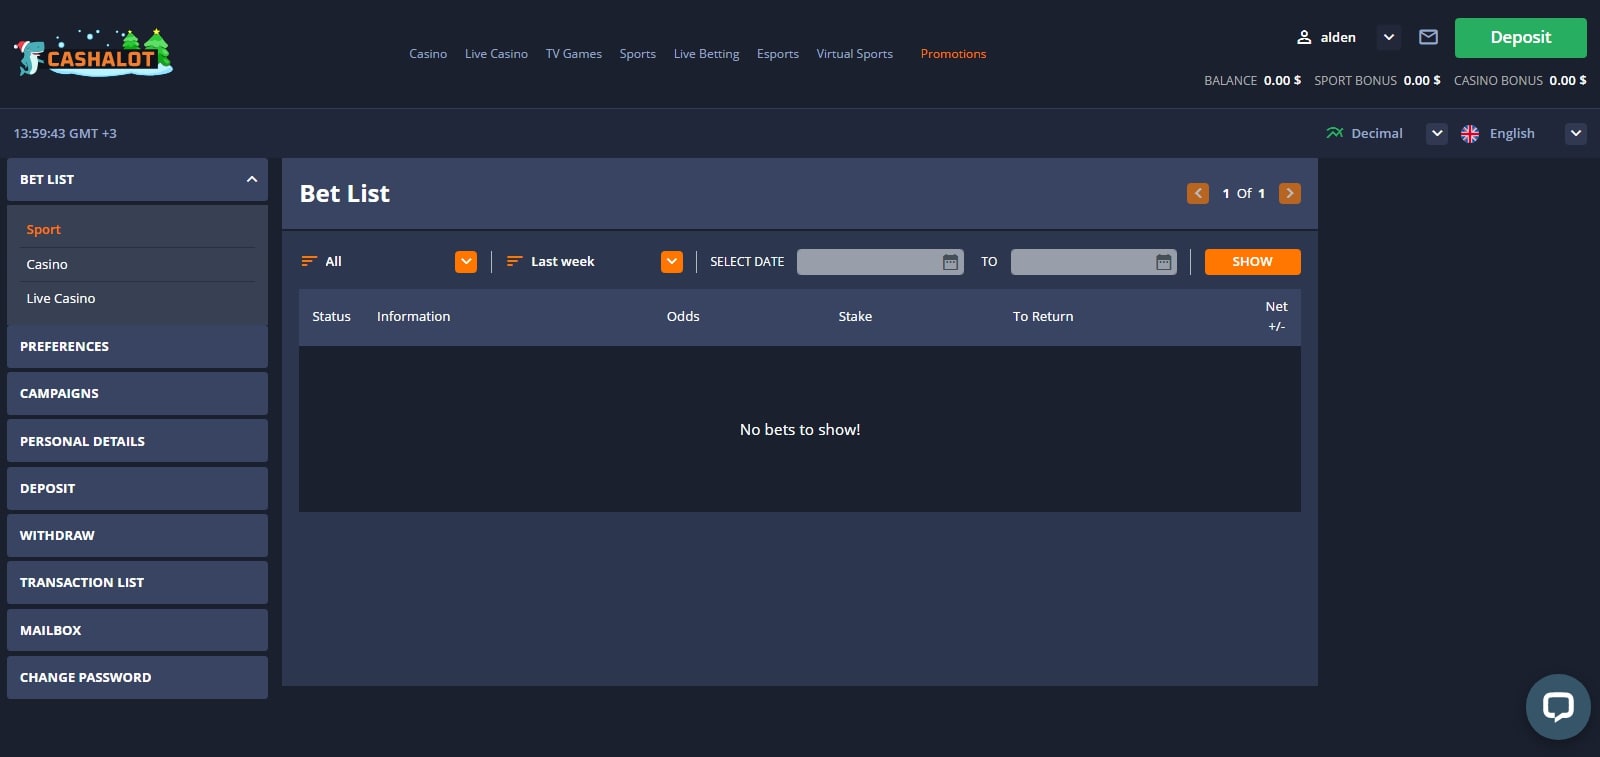 CASHALOT
Casino Live Casino TV Games Sports Live Betting Esports Virtual Sports Promotions
alden
Deposit
BALANCE 0.00 $ SPORT BONUS 0.00 $ CASINO BONUS 0.00 $
13:59:43 GMT +3
Decimal
English
BET LIST
Sport
Casino
Live Casino
PREFERENCES
CAMPAIGNS
PERSONAL DETAILS
DEPOSIT
WITHDRAW
TRANSACTION LIST
MAILBOX
CHANGE PASSWORD
Bet List
1 Of 1
All
Last week
SELECT DATE
TO
SHOW
Status Information Odds Stake To Return Net
+/-
No bets to show!